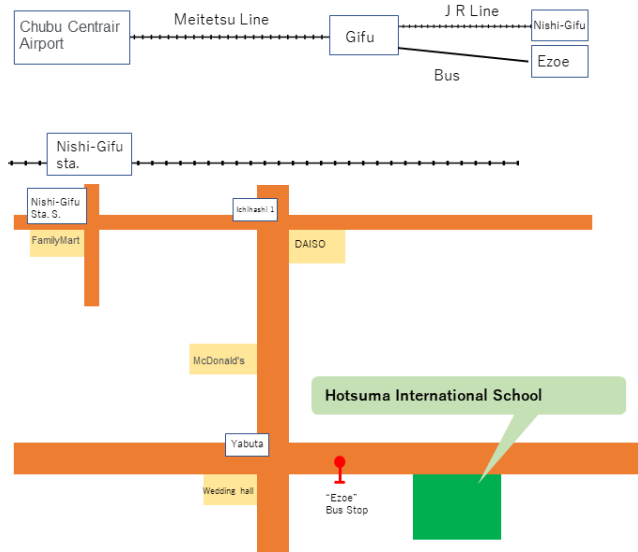 Chubu Centrair
Airport
Meitetsu Line
Gifu
J R Line
Nishi-Gifu
Bus
Ezoe
Nishi-Gifu
sta.
Nishi-Gifu
Sta. S.
Ichihashi 1
FamilyMart
DAISO
McDonald's
Hotsuma International School
Yabuta
Wedding hall
"Ezoe"
Bus Stop